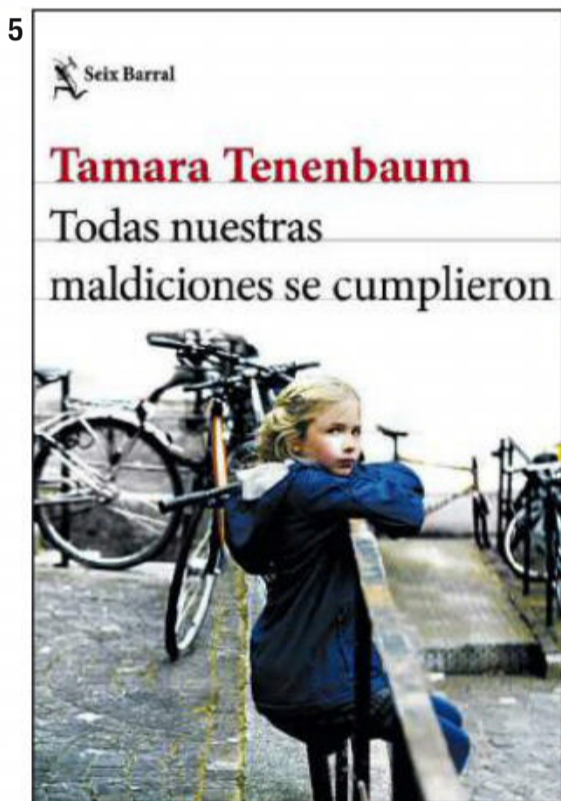 5
Seix Barral
Tamara Tenenbaum
Todas nuestras
maldiciones se cumplieron